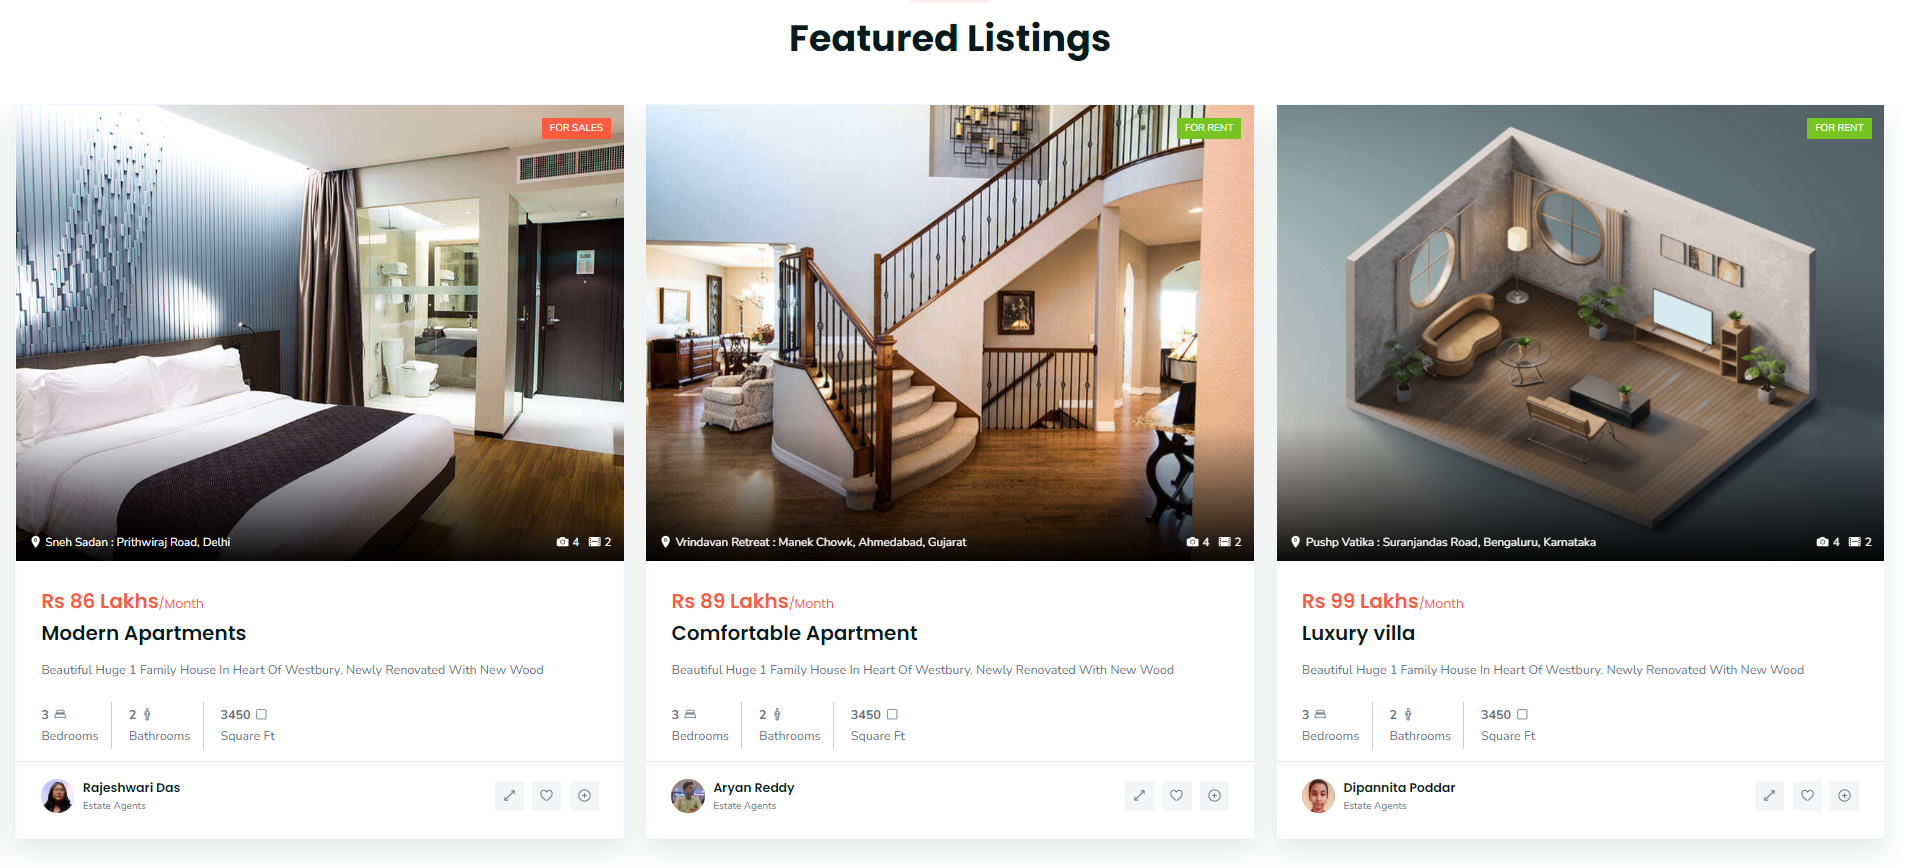 Featured Listings
FOR SALES
Sneh Sadan : Prithwiraj Road, Delhi
4
2
Rs 86 Lakhs/Month
Modern Apartments
Beautiful Huge 1 Family House In Heart Of Westbury. Newly Renovated With New Wood
3
2
3450
Bedrooms
Bathrooms
Square Ft
Rajeshwari Das
Estate Agents
FOR RENT
Vrindavan Retreat : Manek Chowk, Ahmedabad, Gujarat
4
2
Rs 89 Lakhs/Month
Comfortable Apartment
Beautiful Huge 1 Family House In Heart Of Westbury. Newly Renovated With New Wood
3
2
3450
Bedrooms
Bathrooms
Square Ft
Aryan Reddy
Estate Agents
FOR RENT
Pushp Vatika : Suranjandas Road, Bengaluru, Karnataka
4
2
Rs 99 Lakhs/Month
Luxury villa
Beautiful Huge 1 Family House In Heart Of Westbury. Newly Renovated With New Wood
3
2
3450
Bedrooms
Bathrooms
Square Ft
Dipannita Poddar
Estate Agents